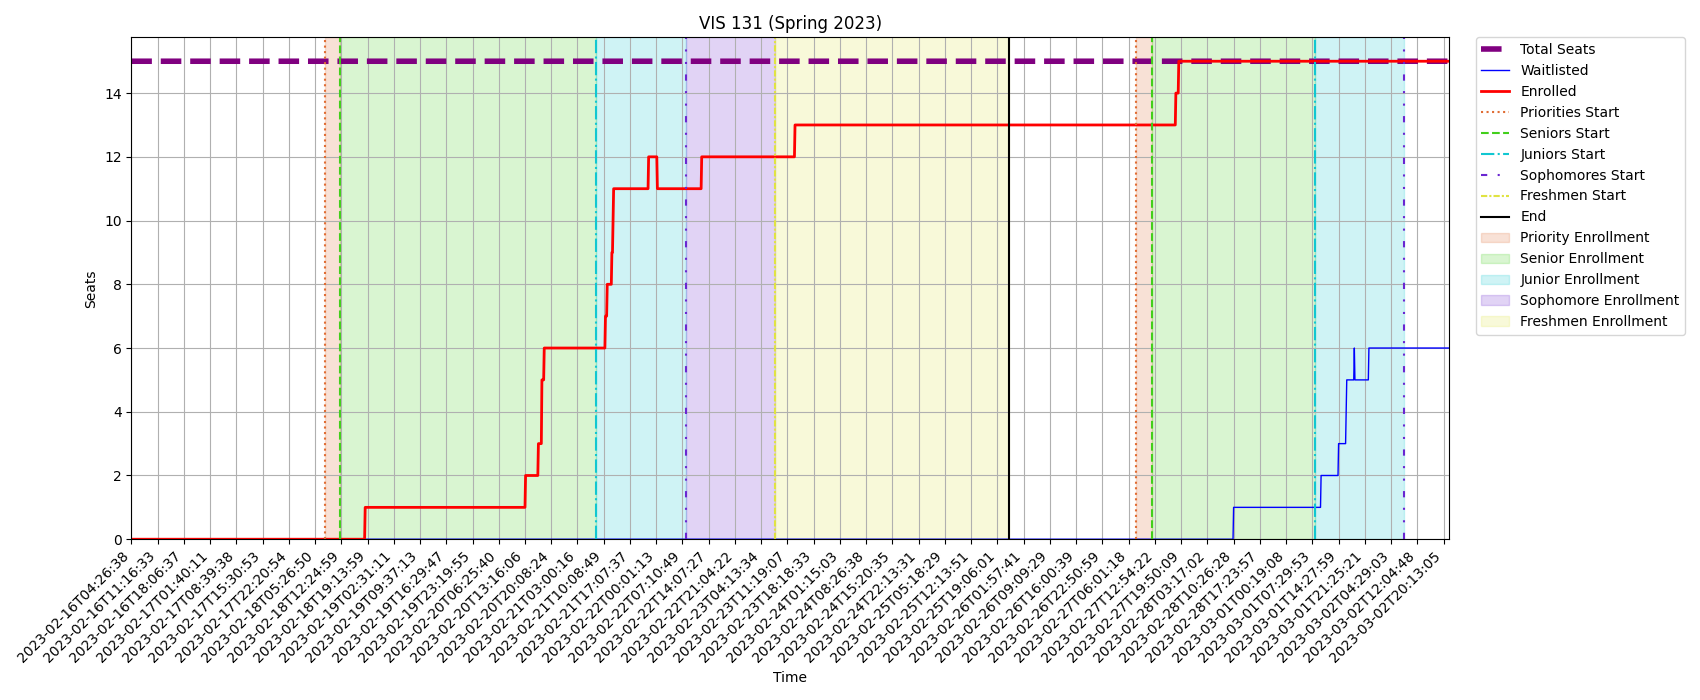 VIS 131 (Spring 2023)
Seats
14
12
10
8
6
4
2
0
2023-02-16T04:26:38
2023-02-16T11:16:33
2023-02-16T18:06:37
2023-02-17T01:40:11
2023-02-17T08:39:38
2023-02-17T15:30:53
2023-02-17T22:20:54
2023-02-18T05:26:50
2023-02-18T12:24:59
2023-02-18T19:13:59
2023-02-19T02:31:11
2023-02-19T09:37:13
2023-02-19T16:29:47
2023-02-19T23:19:55
2023-02-20T06:25:40
2023-02-20T13:16:06
2023-02-20T20:08:24
2023-02-21T03:00:16
2023-02-21T10:08:49
2023-02-21T17:07:37
2023-02-22T00:01:13
2023-02-22T07:10:49
2023-02-22T14:07:27
2023-02-22T21:04:22
2023-02-23T04:13:34
2023-02-23T11:19:07
2023-02-23T18:18:33
2023-02-24T01:15:03
2023-02-24T08:26:38
2023-02-24T15:20:35
2023-02-24T22:13:31
2023-02-25T05:18:29
2023-02-25T12:13:51
2023-02-25T19:06:01
2023-02-26T01:57:41
2023-02-26T09:09:29
2023-02-26T16:00:39
2023-02-26T22:50:59
2023-02-27T06:01:18
2023-02-27T12:54:22
2023-02-27T19:50:09
2023-02-28T03:17:02
2023-02-28T10:26:28
2023-02-28T17:23:57
2023-03-01T00:19:08
2023-03-01T07:29:53
2023-03-01T14:27:59
2023-03-01T21:25:21
2023-03-02T04:29:03
2023-03-02T12:04:48
2023-03-02T20:13:05
Time
Total Seats
Waitlisted
Enrolled
Priorities Start
Seniors Start
Juniors Start
Sophomores Start
Freshmen Start
End
Priority Enrollment
Senior Enrollment
Junior Enrollment
Sophomore Enrollment
Freshmen Enrollment